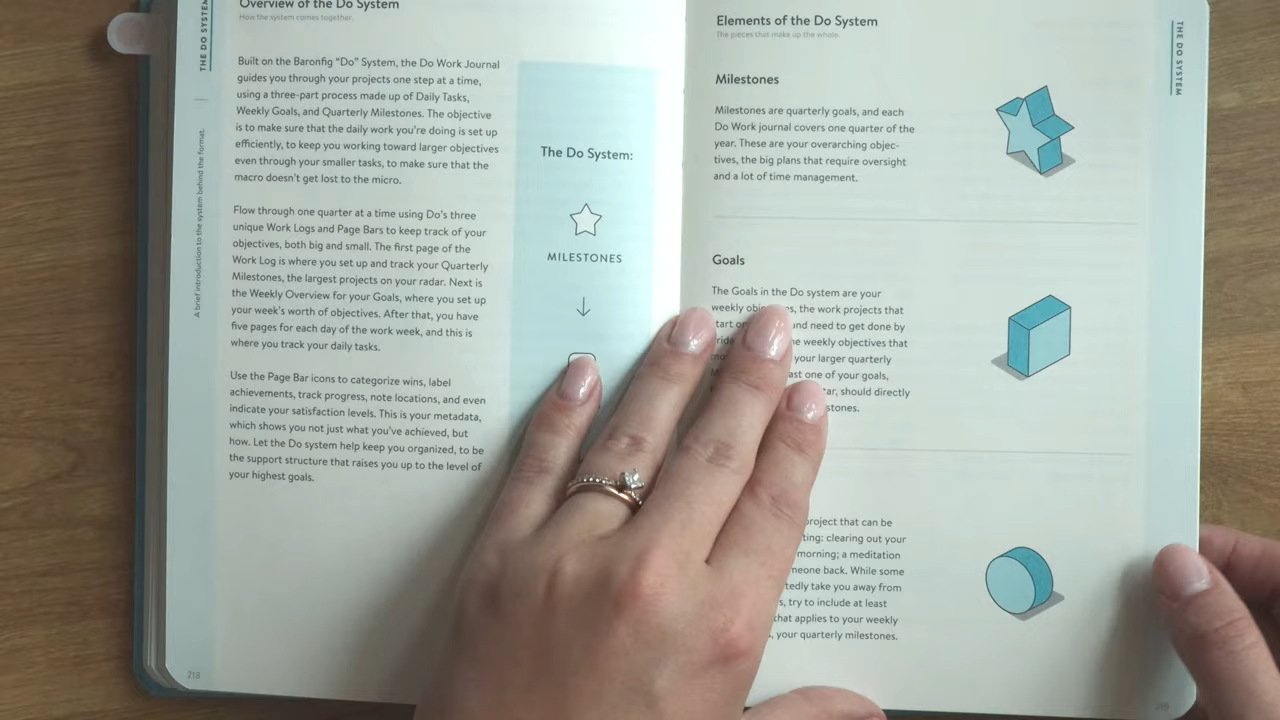 Overview of the Do System
How the system comes together.
THE DO SYSTEM
A brief introduction to the system behind the format.
Built on the Baronfig “Do” System, the Do Work Journal
guides you through your projects one step at a time,
using a three-part process made up of Daily Tasks,
Weekly Goals, and Quarterly Milestones. The objective
is to make sure that the daily work you’re doing is set up
efficiently, to keep you working toward larger objectives
even through your smaller tasks, to make sure that the
macro doesn’t get lost to the micro.
Flow through one quarter at a time using Do’s three
unique Work Logs and Page Bars to keep track of your
objectives, both big and small. The first page of the
Work Log is where you set up and track your Quarterly
Milestones, the largest projects on your radar. Next is
the Weekly Overview for your Goals, where you set up
your week’s worth of objectives. After that, you have
five pages for each day of the work week, and this is
where you track your daily tasks.
Use the Page Bar icons to categorize wins, label
achievements, track progress, note locations, and even
indicate your satisfaction levels. This is your metadata,
which shows you not just what you’ve achieved, but
how. Let the Do system help keep you organized, to be
the support structure that raises you up to the level of
your highest goals.
218
The Do System:
MILESTONES
Elements of the Do System
The pieces that make up the whole.
THE DO SYSTEM
Milestones
Milestones are quarterly goals, and each
Do Work journal covers one quarter of the
year. These are your overarching objec-
tives, the big plans that require oversight
and a lot of time management.
Goals
The Goals in the Do system are your
weekly the work projects that
and need to get done by
weekly objectives that
your larger quarterly
one of your goals,
should directly
project that can be
clearing out your
morning; a meditation
back. While some
take you away from
try to include at least
that applies to your weekly
your quarterly milestones.